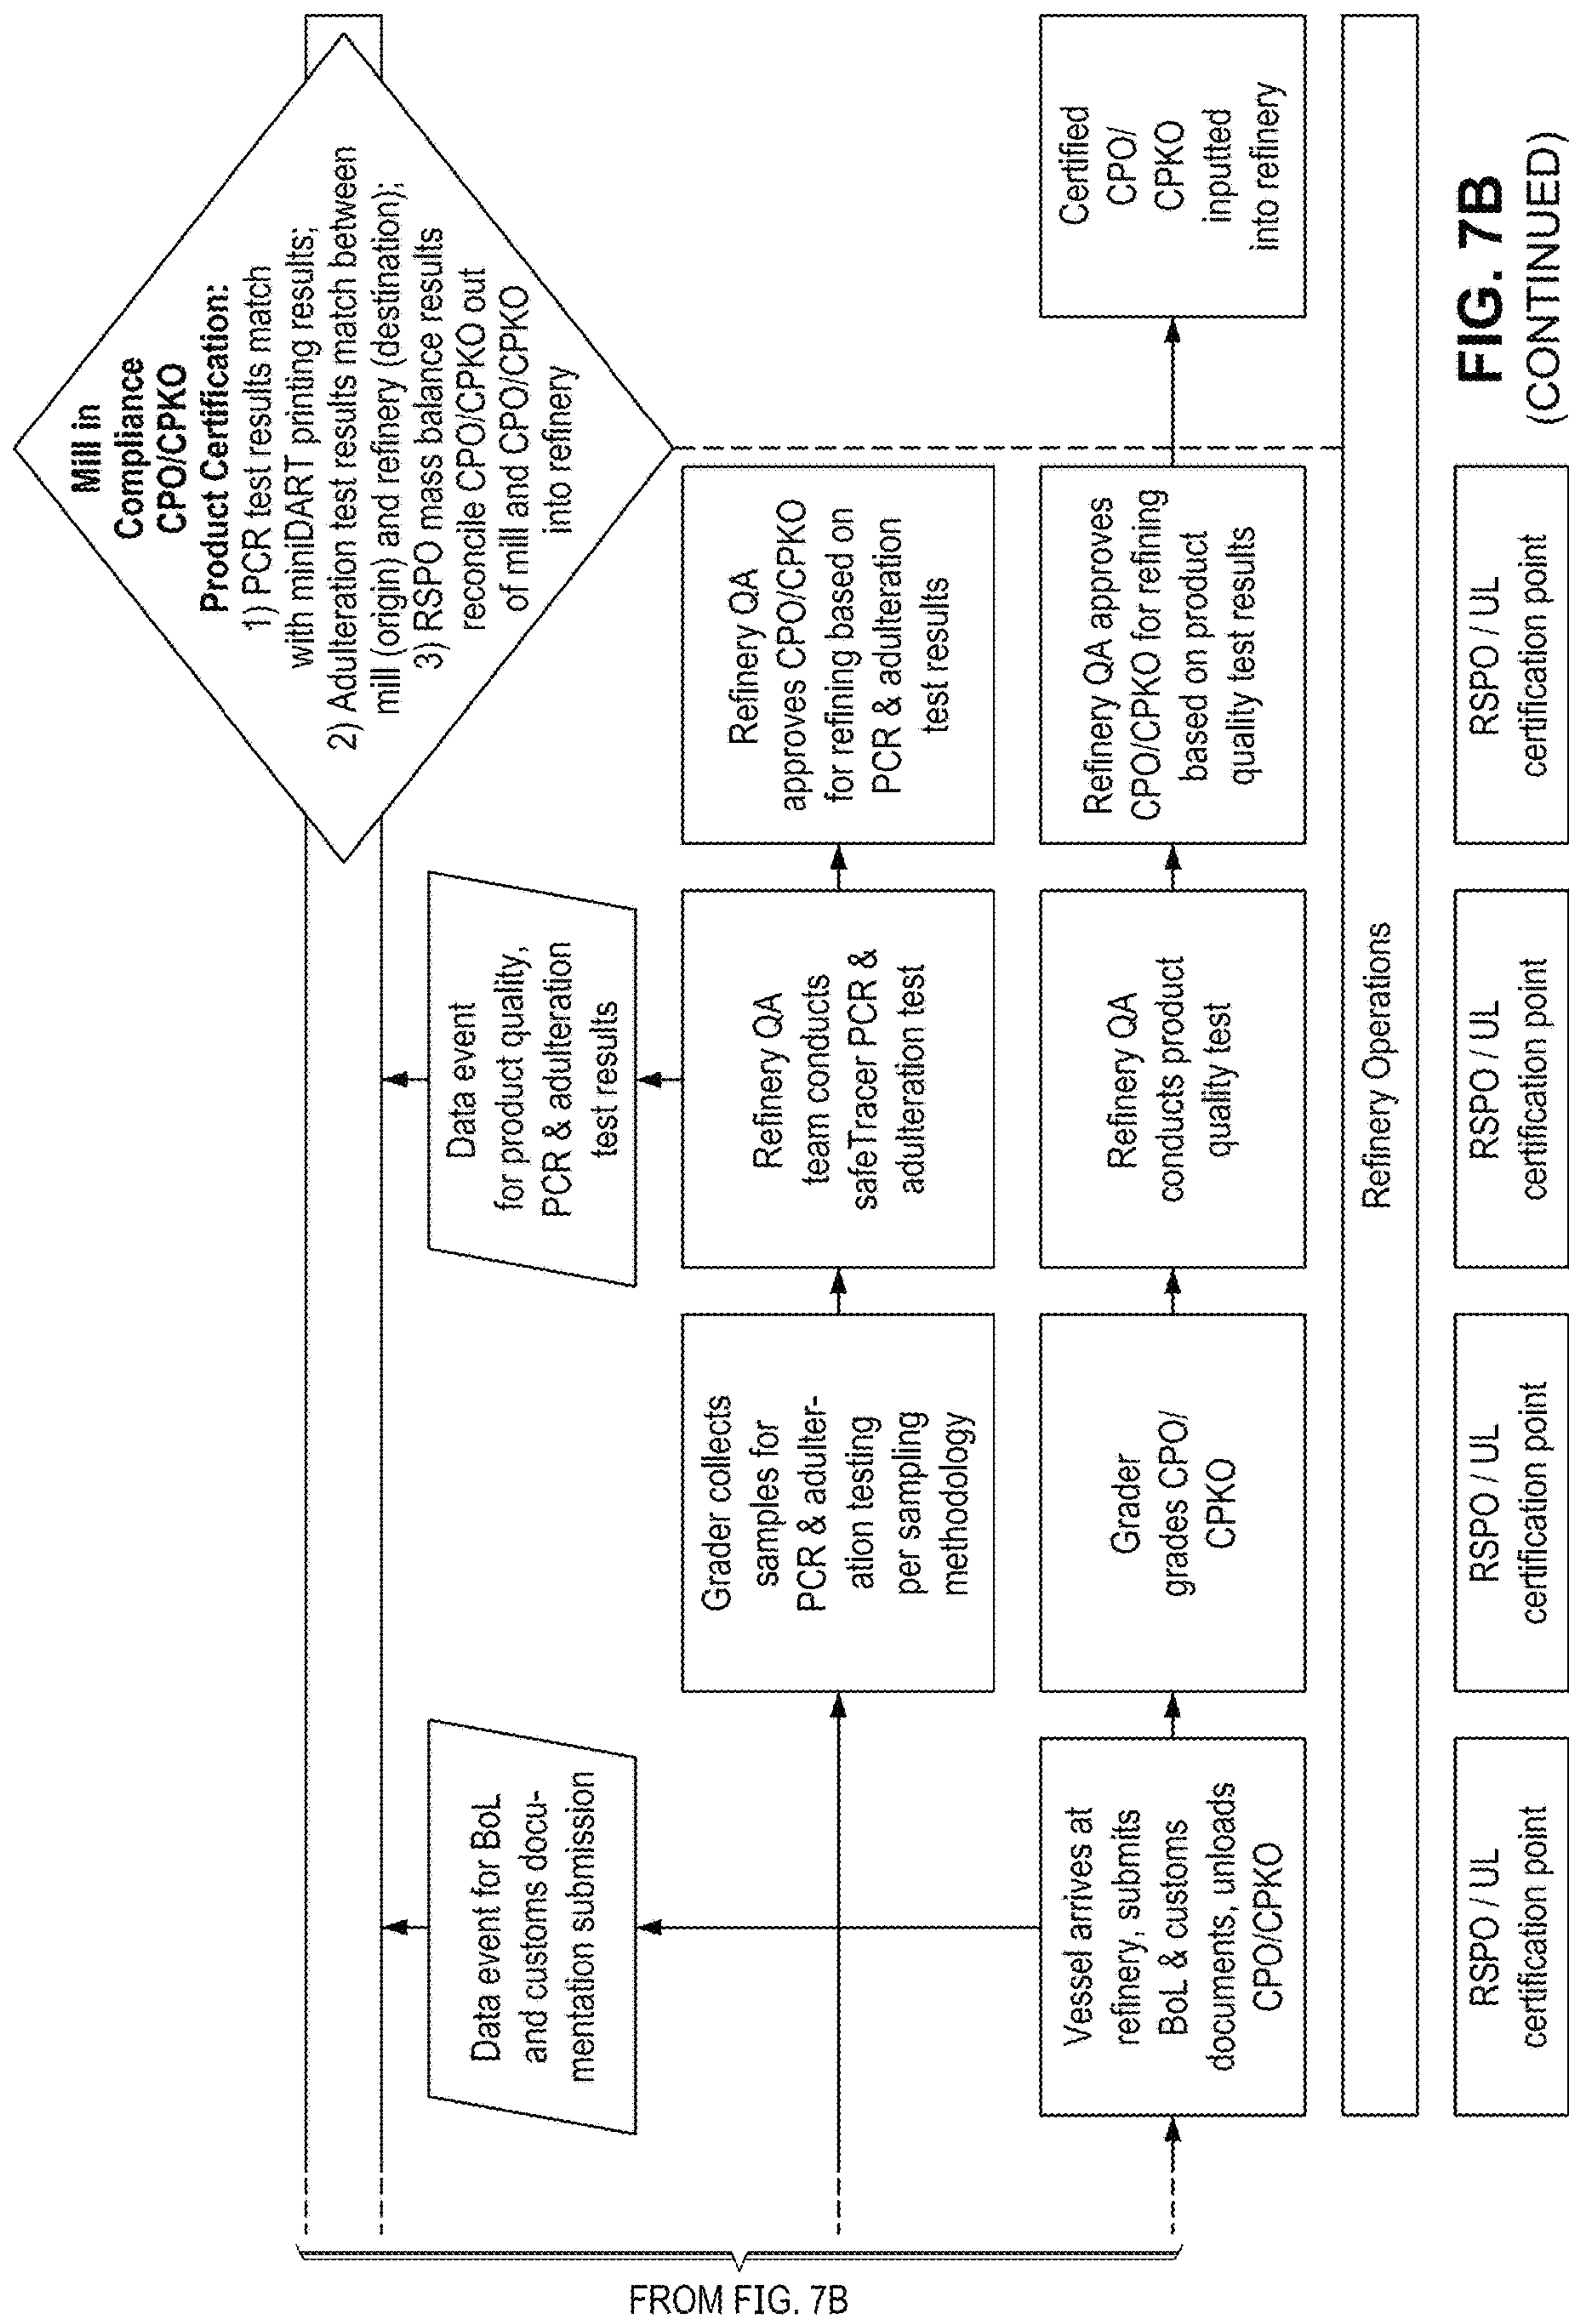 Mill in
Compliance
CPO/CPKO
Product Certification:
1) PCR test results match
with miniDART printing results;
2) Adulteration test results match between
mill (origin) and refinery (destination);
3) RSPO mass balance results
reconcile CPO/CPKO out
of mill and CPO/CPKO
into refinery
Data event for BoL
and customs docu-
mentation submission
Data event
for product quality,
PCR & adulteration
test results
Grader collects
samples for
PCR & adulter-
ation testing
per sampling
methodology
Refinery QA
team conducts
safeTracer PCR &
adulteration test
Refinery QA
approves CPO/CPKO
for refining based on
PCR & adulteration
test results
Vessel arrives at
refinery, submits
BoL & customs
documents, unloads
CPO/CPKO
Grader
grades CPO/
CPKO
Refinery QA
conducts product
quality test
Refinery QA approves
CPO/CPKO for refining
based on product
quality test results
Certified
CPO/
CPKO
inputted
into refinery
Refinery Operations
RSPO / UL
certification point
RSPO / UL
certification point
RSPO / UL
certification point
RSPO / UL
certification point
FROM FIG. 7B
FIG. 7B
(CONTINUED)